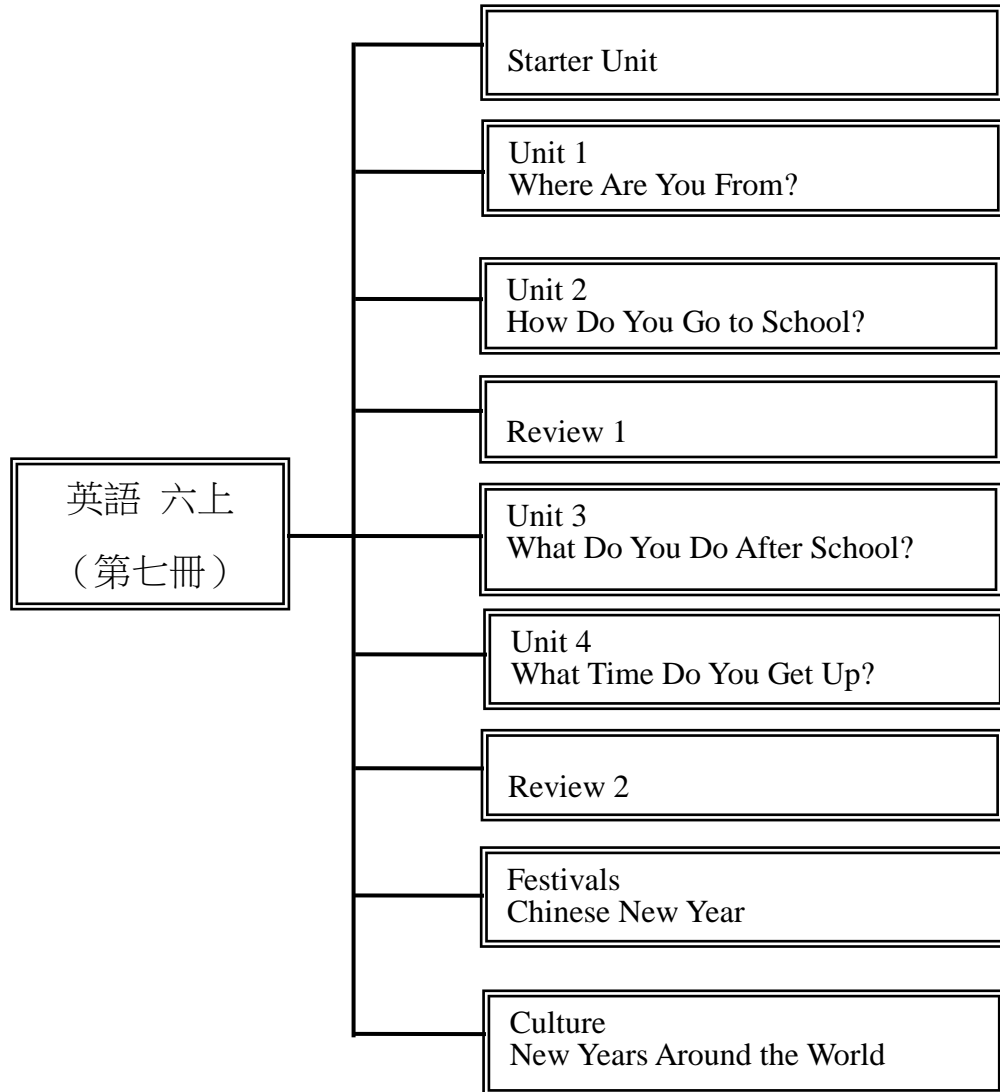 Starter Unit
Unit 1
Where Are You From?
Unit 2
How Do You Go to School?
Review 1
英語 六上
（第七冊）
Unit 3
What Do You Do After School?
Unit 4
What Time Do You Get Up?
Review 2
Festivals
Chinese New Year
Culture
New Years Around the World